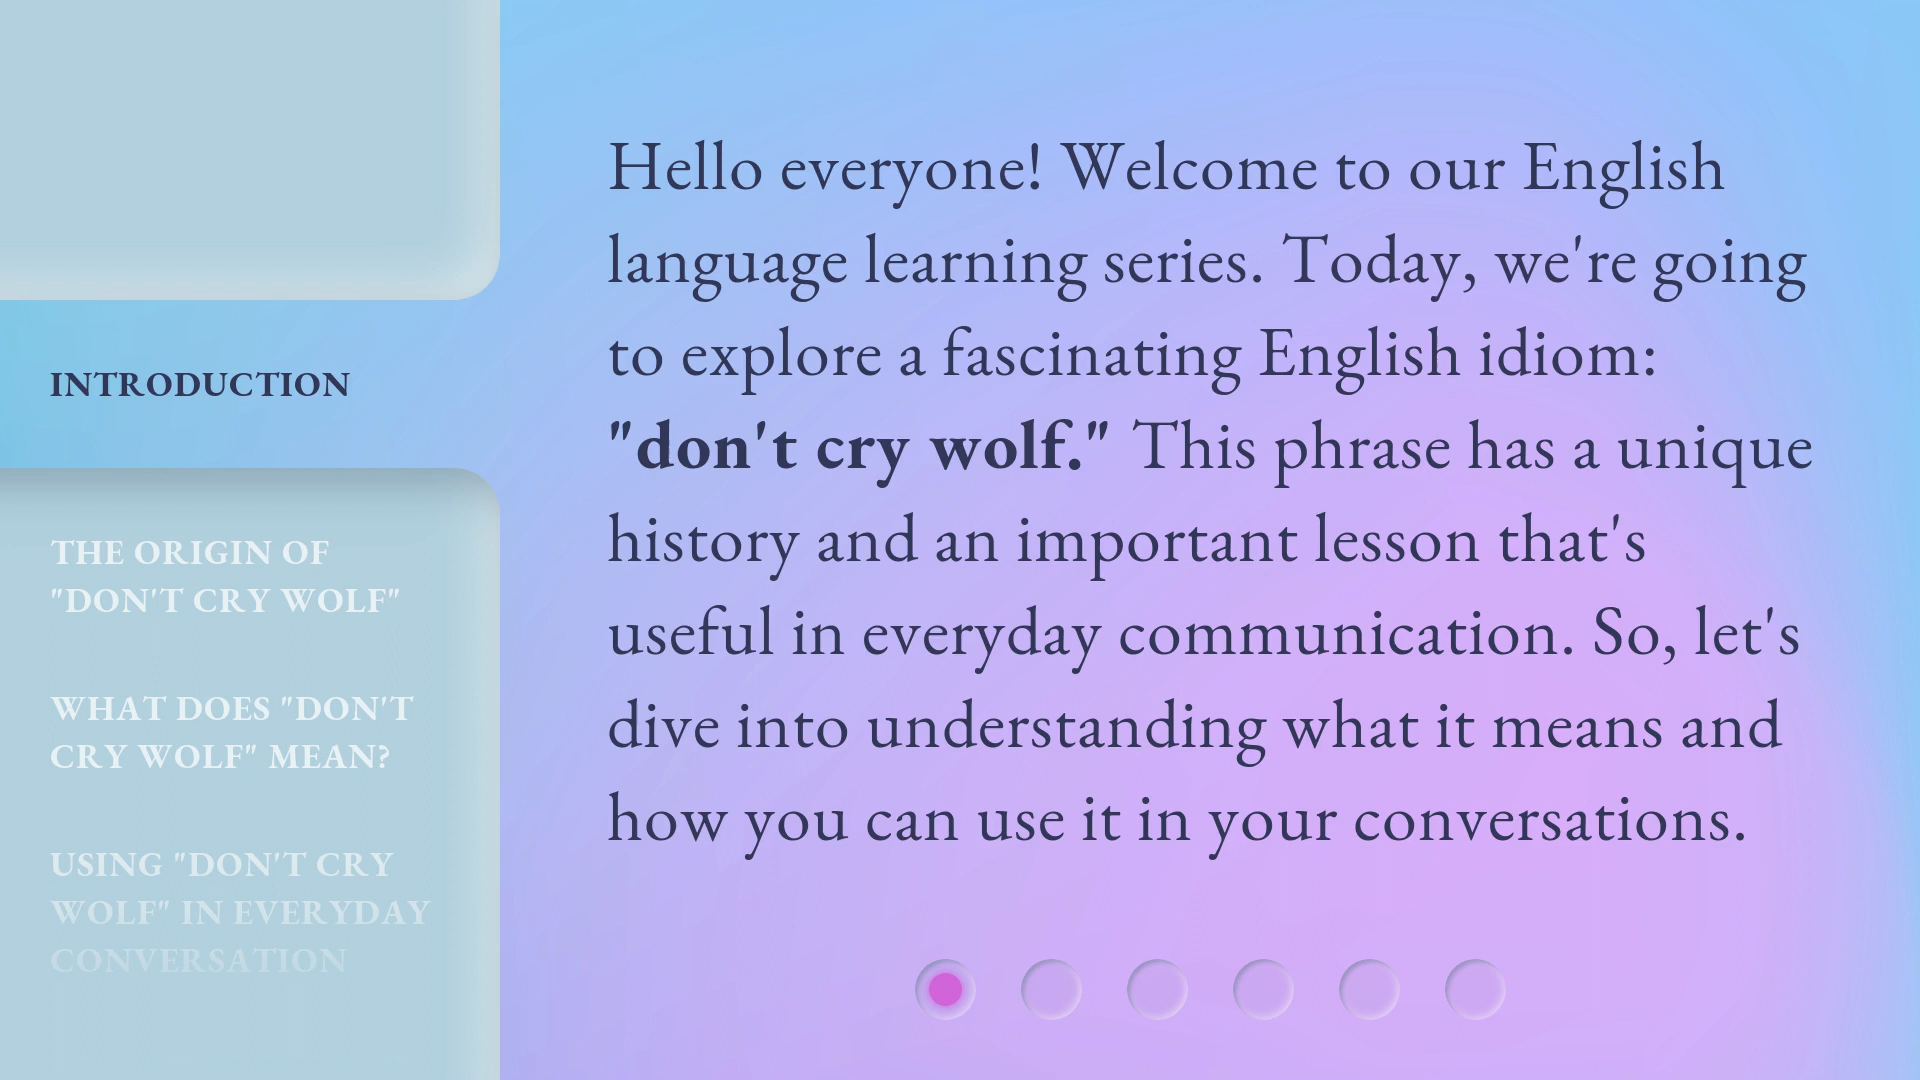 INTRODUCTION
THE ORIGIN OF
"DON'T CRY WOLF"
WHAT DOES "DON'T
CRY WOLF" MEAN?
USING "DON'T CRY
WOLF" IN EVERYDAY
CONVERSATION
Hello everyone! Welcome to our English
language learning series. Today, we're going
to explore a fascinating English idiom:
"don't cry wolf." This phrase has a unique
history and an important lesson that's
useful in everyday communication. So, let's
dive into understanding what it means and
how you can use it in your conversations.